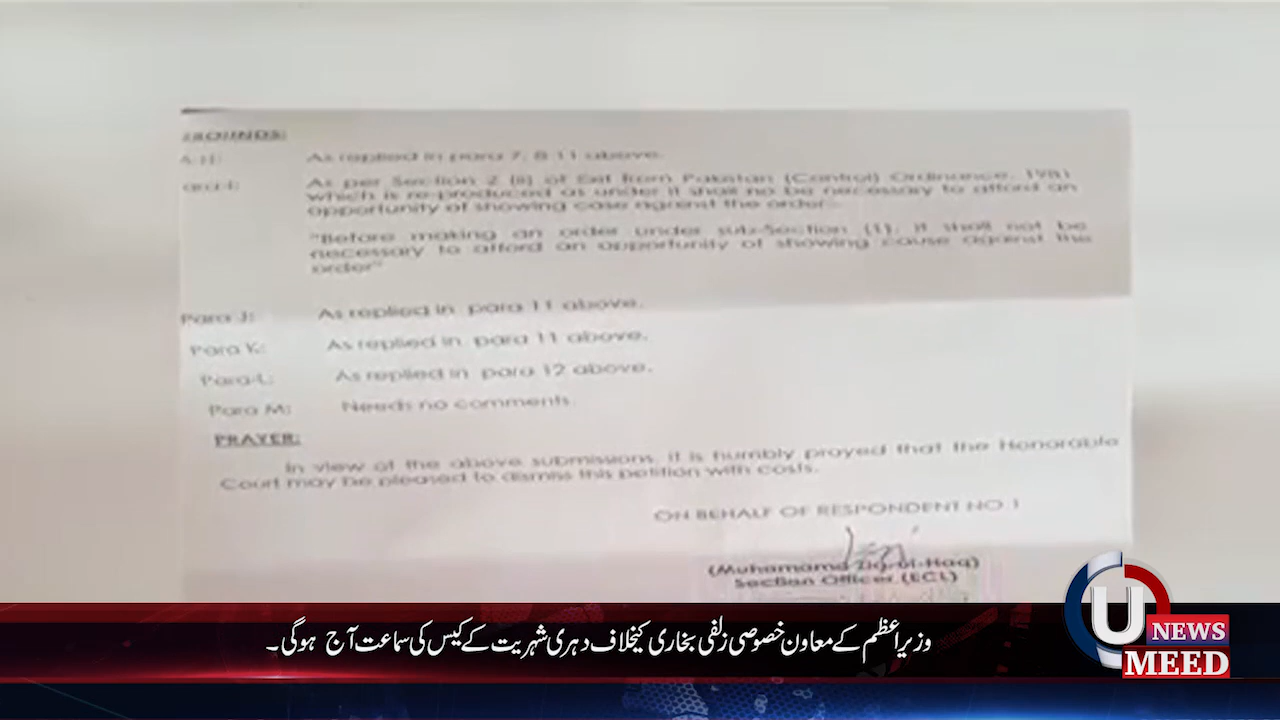 GROUNDS:
A-H: As replied in para 7, 8 11 above.
Para-I: As per Section 2 (ii) of Exit from Pakistan (Control) Ordinance, 1981
which is re-produced as under it shall no be necessary to afford an
opportunity of showing case against the order:-
"Before making an order under sub-Section (1), it shall not be
necessary to afford an opportunity of showing cause against the
order"
Para J: As replied in para 11 above.
Para K: As replied in para 11 above.
Para-L: As replied in para 12 above.
Para M: Needs no comments.
PRAYER:
In view of the above submissions, it is humbly prayed that the Honorable
Court may be pleased to dismiss this petition with costs.
ON BEHALF OF RESPONDENT NO 1
(Muhamamd -ul-Haq)
Section Officer (ECL)
وزیراعظم کے معاون خصوصی زلفی بخاری کیخلاف دہری شہریت کے کیس کی سماعت آج ہوگی۔
U NEWS
MEED